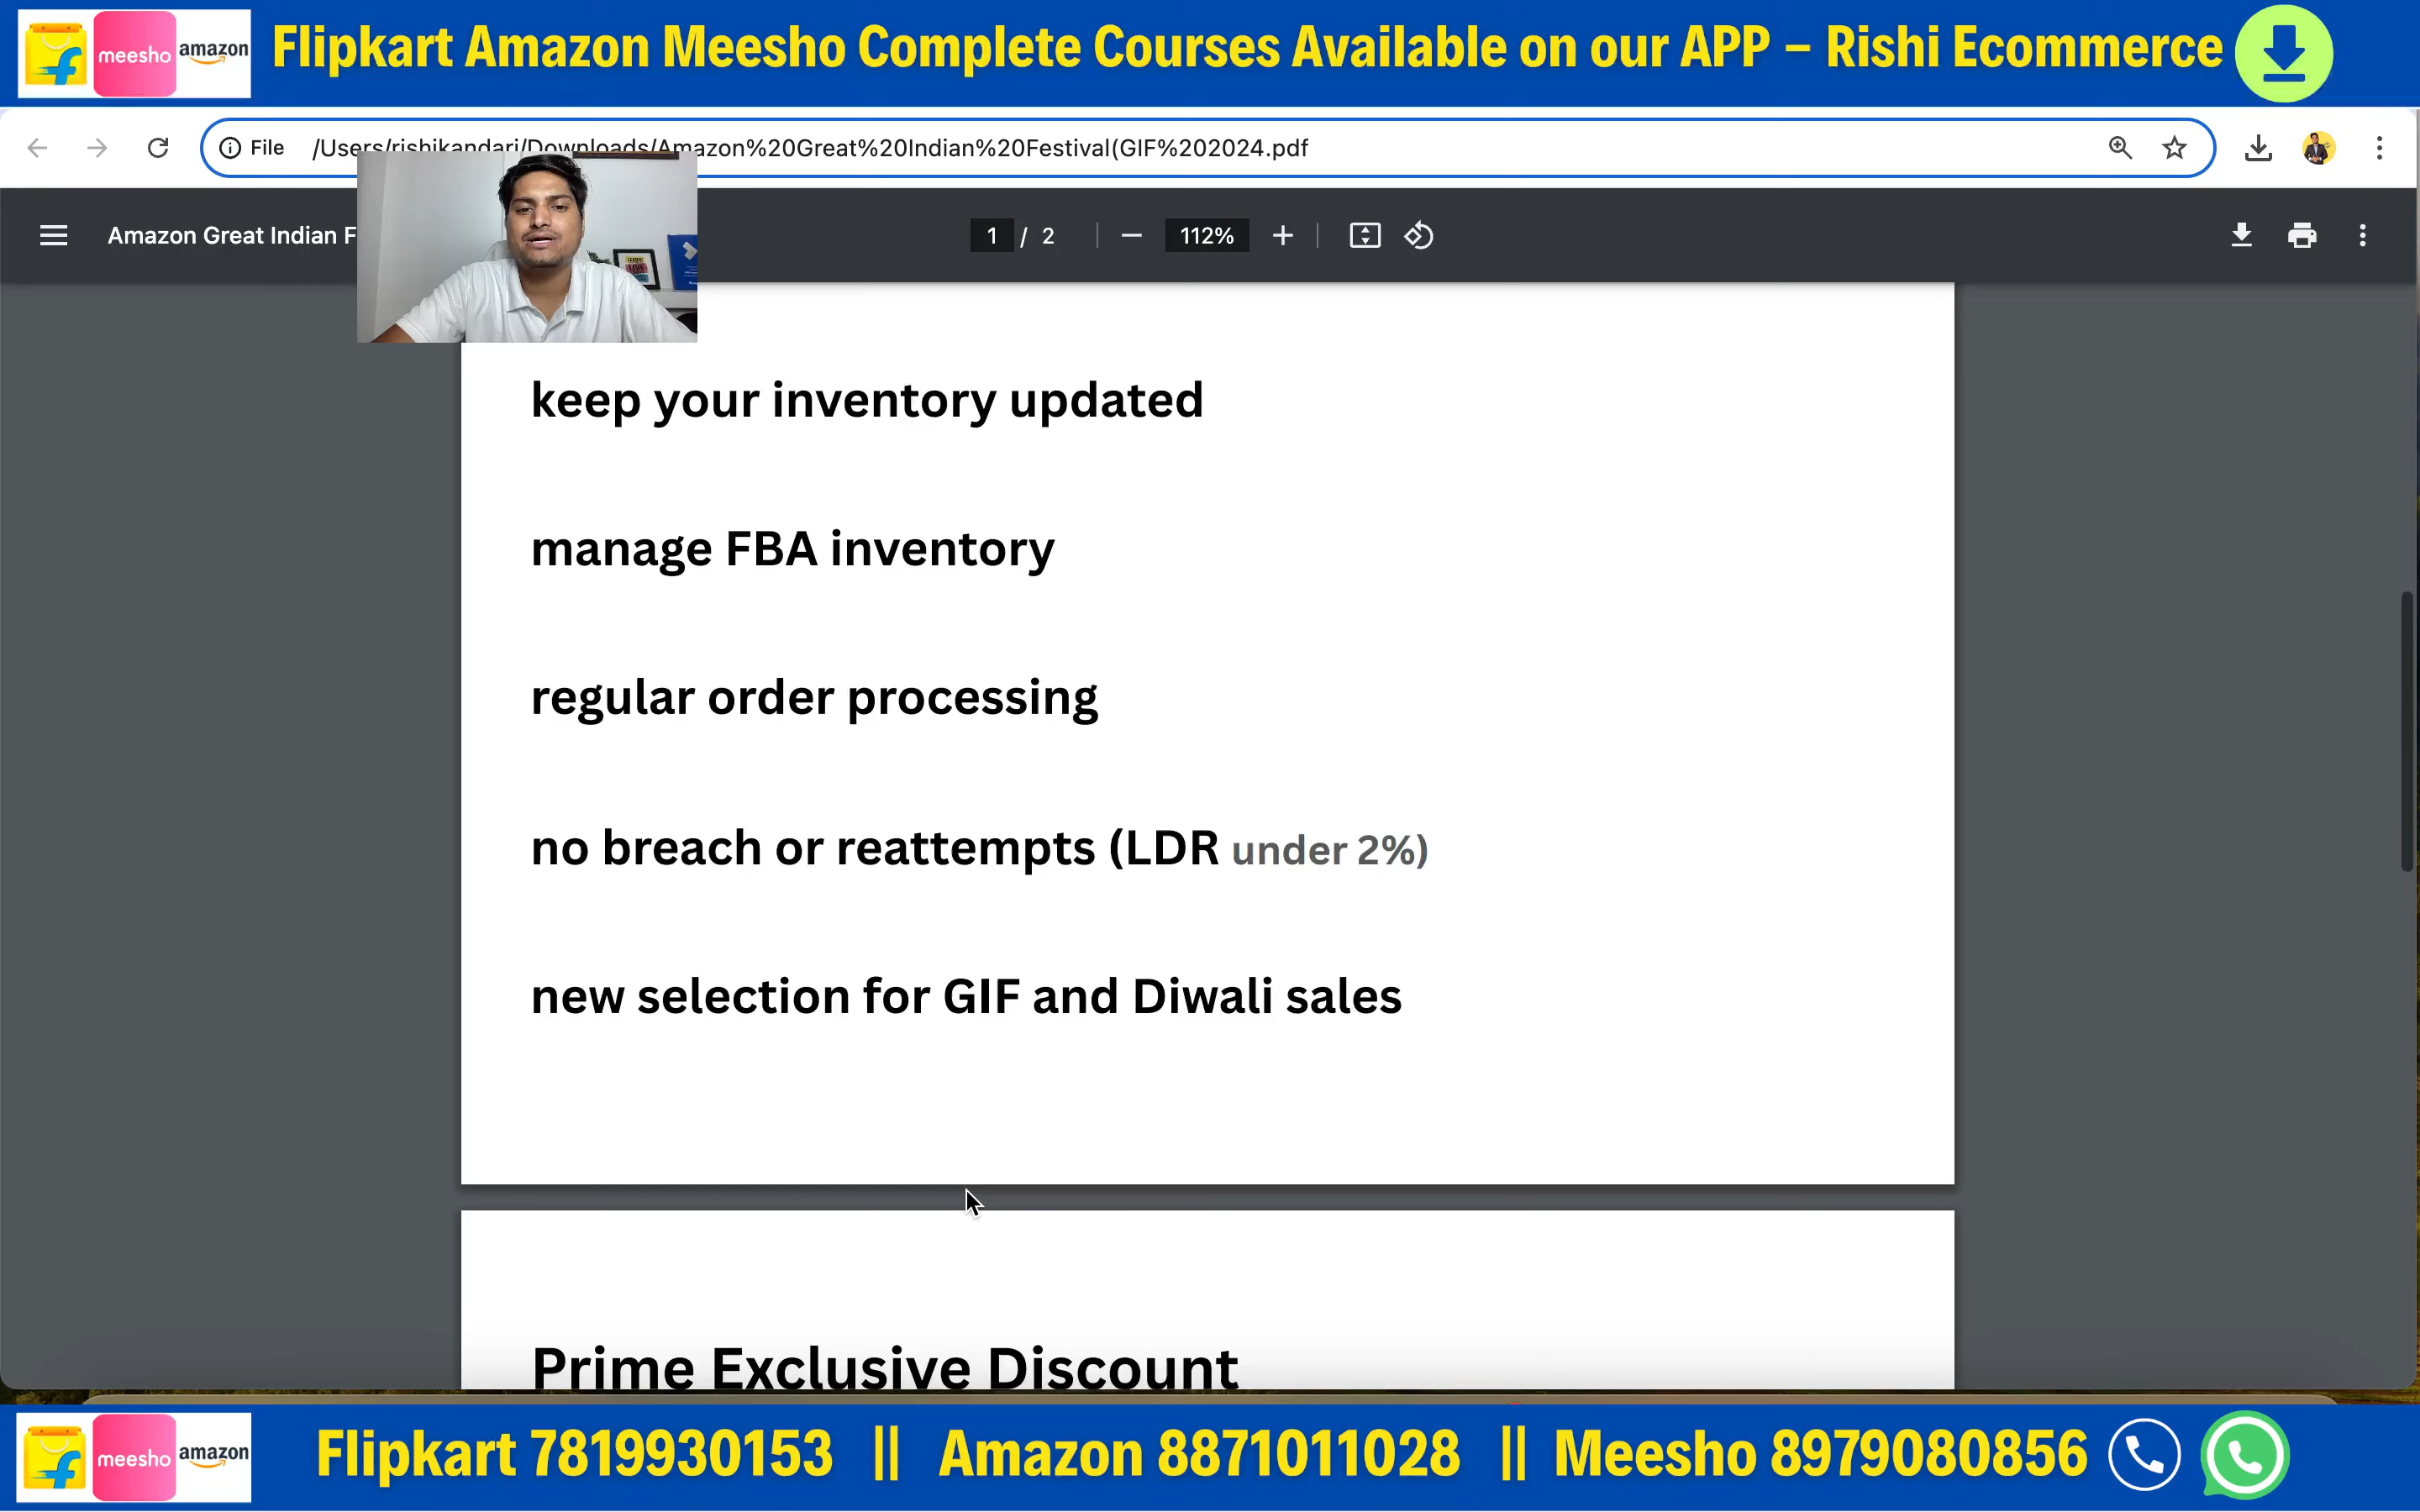 meesho amazon Flipkart Amazon Meesho Complete Courses Available on our APP – Rishi Ecommerce
File /Users/rishikandari/Downloads/Amazon%20Great%20Indian%20Festival(GIF%202024.pdf
Amazon Great Indian F 1 / 2 112%
keep your inventory updated
manage FBA inventory
regular order processing
no breach or reattempts (LDR under 2%)
new selection for GIF and Diwali sales
Prime Exclusive Discount
meesho amazon Flipkart 7819930153 || Amazon 8871011028 || Meesho 8979080856